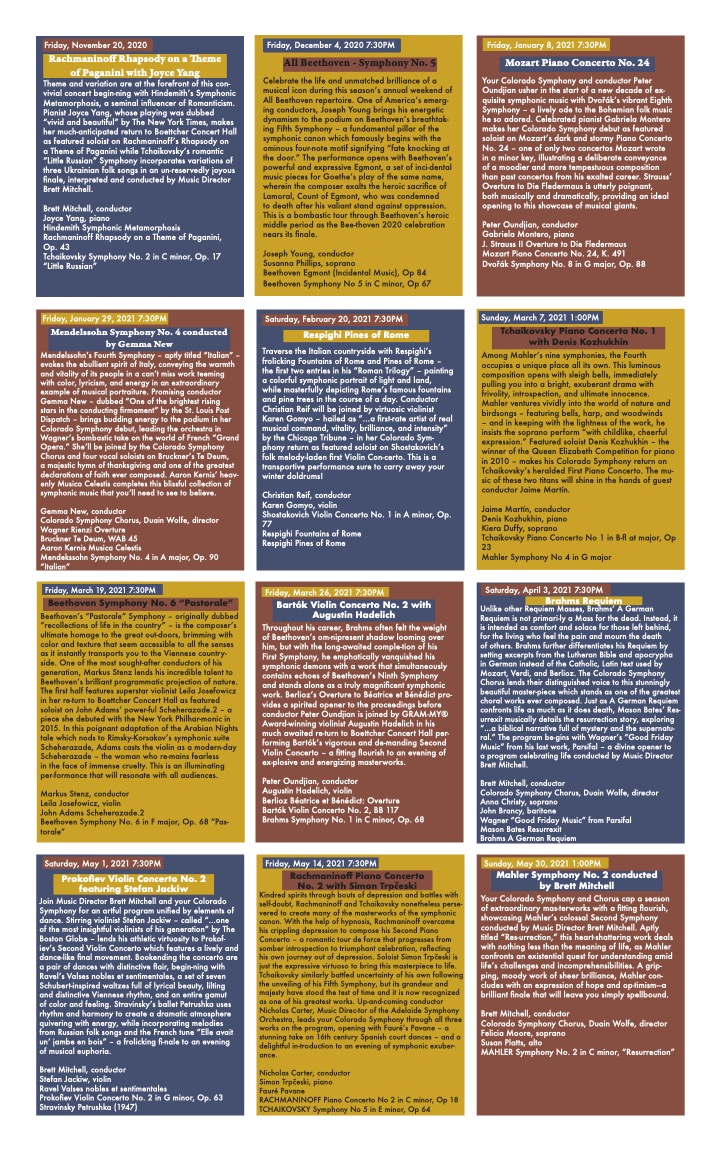 Friday, November 20, 2020
Rachmaninoff Rhapsody on a Theme
of Paganini with Joyce Yang
Theme and variation are at the forefront of this con-
vivial concert begin-ning with Hindemith's Symphonic
Metamorphosis, a seminal influencer of Romanticism.
Pianist Joyce Yang, whose playing was dubbed
"vivid and beautiful" by The New York Times, makes
her much-anticipated return to Boettcher Concert Hall
as featured soloist on Rachmaninoff's Rhapsody on
a Theme of Paganini while Tchaikovsky's romantic
"Little Russian" Symphony incorporates variations of
three Ukrainian folk songs in an un-reservedly joyous
finale, interpreted and conducted by Music Director
Brett Mitchell.
Brett Mitchell, conductor
Joyce Yang, piano
Hindemith Symphonic Metamorphosis
Rachmaninoff Rhapsody on a Theme of Paganini,
Op. 43
Tchaikovsky Symphony No. 2 in C minor, Op. 17
"Little Russian"
Friday, December 4, 2020 7:30PM
All Beethoven - Symphony No. 5
Celebrate the life and unmatched brilliance of a
musical icon during this season's annual weekend of
All Beethoven repertoire. One of America's emerg-
ing conductors, Joseph Young brings his energetic
dynamism to the podium on Beethoven's breathtak-
ing Fifth Symphony – a fundamental pillar of the
symphonic canon which famously begins with the
ominous four-note motif signifying "fate knocking at
the door." The performance opens with Beethoven's
powerful and expressive Egmont, a set of inci-dental
music pieces for Goethe's play of the same name,
wherein the composer exalts the heroic sacrifice of
Lamoral, Count of Egmont, who was condemned
to death after his valiant stand against oppression.
This is a bombastic tour through Beethoven's heroic
middle period as the Bee-thoven 2020 celebration
nears its finale.
Joseph Young, conductor
Susanna Phillips, soprano
Beethoven Egmont (Incidental Music), Op 84
Beethoven Symphony No 5 in C minor, Op 67
Friday, January 8, 2021 7:30PM
Mozart Piano Concerto No. 24
Your Colorado Symphony and conductor Peter
Oundjian usher in the start of a new decade of ex-
quisite symphonic music with Dvořák's vibrant Eighth
Symphony – a lively ode to the Bohemian folk music
he so adored. Celebrated pianist Gabriela Montero
makes her Colorado Symphony debut as featured
soloist on Mozart's dark and stormy Piano Concerto
No. 24 – one of only two concertos Mozart wrote
in a minor key, illustrating a deliberate conveyance
of a moodier and more tempestuous composition
than past concertos from his exalted career. Strauss'
Overture to Die Fledermaus is utterly poignant,
both musically and dramatically, providing an ideal
opening to this showcase of musical giants.
Peter Oundjian, conductor
Gabriela Montero, piano
J. Strauss II Overture to Die Fledermaus
Mozart Piano Concerto No. 24, K. 491
Dvořák Symphony No. 8 in G major, Op. 88
Friday, January 29, 2021 7:30PM
Mendelssohn Symphony No. 4 conducted
by Gemma New
Mendelssohn's Fourth Symphony – aptly titled "Italian" –
evokes the ebullient spirit of Italy, conveying the warmth
and vitality of its people in a can't miss work teeming
with color, lyricism, and energy in an extraordinary
example of musical portraiture. Promising conductor
Gemma New – dubbed "One of the brightest rising
stars in the conducting firmament" by the St. Louis Post
Dispatch – brings budding energy to the podium in her
Colorado Symphony debut, leading the orchestra in
Wagner's bombastic take on the world of French "Grand
Opera." She'll be joined by the Colorado Symphony
Chorus and four vocal soloists on Bruckner's Te Deum,
a majestic hymn of thanksgiving and one of the greatest
declarations of faith ever composed. Aaron Kernis' heav-
enly Musica Celestis completes this blissful collection of
symphonic music that you'll need to see to believe.
Gemma New, conductor
Colorado Symphony Chorus, Duain Wolfe, director
Wagner Rienzi Overture
Bruckner Te Deum, WAB 45
Aaron Kernis Musica Celestis
Mendekssohn Symphony No. 4 in A major, Op. 90
"Italian"
Saturday, February 20, 2021 7:30PM
Respighi Pines of Rome
Traverse the Italian countryside with Respighi's
frolicking Fountains of Rome and Pines of Rome –
the first two entries in his "Roman Trilogy" – painting
a colorful symphonic portrait of light and land,
while masterfully depicting Rome's famous fountains
and pine trees in the course of a day. Conductor
Christian Reif will be joined by virtuosic violinist
Karen Gomyo – hailed as "...a first-rate artist of real
musical command, vitality, brilliance, and intensity"
by the Chicago Tribune – in her Colorado Sym-
phony return as featured soloist on Shostakovich's
folk melody-laden first Violin Con-certo. This is a
transportive performance sure to carry away your
winter doldrums!
Christian Reif, conductor
Karen Gomyo, violin
Shostakovich Violin Concerto No. 1 in A minor, Op.
77
Respighi Fountains of Rome
Respighi Pines of Rome
Sunday, March 7, 2021 1:00PM
Tchaikovsky Piano Concerto No. 1
with Denis Kozhukhin
Among Mahler's nine symphonies, the Fourth
occupies a unique place all its own. This luminous
composition opens with sleigh bells, immediately
pulling you into a bright, exuberant drama with
frivolity, introspection, and ultimate innocence.
Mahler ventures vividly into the world of nature and
birdsongs – featuring bells, harp, and woodwinds
– and in keeping with the lightness of the work, he
insists the soprano perform "with childlike, cheerful
expression." Featured soloist Denis Kozhukhin – the
winner of the Queen Elizabeth Competition for piano
in 2010 – makes his Colorado Symphony return on
Tchaikovsky's heralded First Piano Concerto. The mu-
sic of these two titans will shine in the hands of guest
conductor Jaime Martín.
Jaime Martín, conductor
Denis Kozhukhin, piano
Kiera Duffy, soprano
Tchaikovsky Piano Concerto No 1 in B-fl at major, Op
23
Mahler Symphony No 4 in G major
Friday, March 19, 2021 7:30PM
Beethoven Symphony No. 6 "Pastorale"
Beethoven's "Pastorale" Symphony – originally dubbed
"recollections of life in the country" – is the composer's
ultimate homage to the great out-doors, brimming with
color and texture that seem accessible to all the senses
as it instantly transports you to the Viennese country-
side. One of the most sought-after conductors of his
generation, Markus Stenz lends his incredible talent to
Beethoven's brilliant programmatic projection of nature.
The first half features superstar violinist Leila Josefowicz
in her re-turn to Boettcher Concert Hall as featured
soloist on John Adams' powerful Scheherazade.2 – a
piece she debuted with the New York Philhar-monic in
2015. In this poignant adaptation of the Arabian Nights
tale which nods to Rimsky-Korsakov's symphonic suite
Scheherazade, Adams casts the violin as a modern-day
Scheherazade – the woman who re-mains fearless
in the face of immense cruelty. This is an illuminating
per-formance that will resonate with all audiences.
Markus Stenz, conductor
Leila Josefowicz, violin
John Adams Scheherazade.2
Beethoven Symphony No. 6 in F major, Op. 68 "Pas-
torale"
Friday, March 26, 2021 7:30PM
Bartók Violin Concerto No. 2 with
Augustin Hadelich
Throughout his career, Brahms often felt the weight
of Beethoven's om-nipresent shadow looming over
him, but with the long-awaited comple-tion of his
First Symphony, he emphatically vanquished his
symphonic demons with a work that simultaneously
contains echoes of Beethoven's Ninth Symphony
and stands alone as a truly magnificent symphonic
work. Berlioz's Overture to Béatrice et Bénédict pro-
vides a spirited opener to the proceedings before
conductor Peter Oundjian is joined by GRAM-MY®
Award-winning violinist Augustin Hadelich in his
much awaited re-turn to Boettcher Concert Hall per-
forming Bartók's vigorous and de-manding Second
Violin Concerto – a fitting flourish to an evening of
ex-plosive and energizing masterworks.
Peter Oundjian, conductor
Augustin Hadelich, violin
Berlioz Béatrice et Bénédict: Overture
Bartók Violin Concerto No. 2, BB 117
Brahms Symphony No. 1 in C minor, Op. 68
Saturday, April 3, 2021 7:30PM
Brahms Requiem
Unlike other Requiem Masses, Brahms' A German
Requiem is not primarily a Mass for the dead. Instead, it
is intended as comfort and solace for those left behind,
for the living who feel the pain and mourn the death
of others. Brahms further differentiates his Requiem by
setting excerpts from the Lutheran Bible and apocrypha
in German instead of the Catholic, Latin text used by
Mozart, Verdi, and Berlioz. The Colorado Symphony
Chorus lends their distinguished voice to this stunningly
beautiful master-piece which stands as one of the greatest
choral works ever composed. Just as A German Requiem
confronts life as much as it does death, Mason Bates' Res-
urrexit musically details the resurrection story, exploring
"...a biblical narrative full of mystery and the supernatu-
ral." The program be-gins with Wagner's "Good Friday
Music" from his last work, Parsifal – a divine opener to
a program celebrating life conducted by Music Director
Brett Mitchell.
Brett Mitchell, conductor
Colorado Symphony Chorus, Duain Wolfe, director
Anna Christy, soprano
John Brancy, baritone
Wagner "Good Friday Music" from Parsifal
Mason Bates Resurrexit
Brahms A German Requiem
Saturday, May 1, 2021 7:30PM
Prokofiev Violin Concerto No. 2
featuring Stefan Jackiw
Join Music Director Brett Mitchell and your Colorado
Symphony for an artful program unified by elements of
dance. Stirring violinist Stefan Jackiw – called "...one of
the most insightful violinists of his generation" by The
Boston Globe – lends his athletic virtuosity to Prokof-
iev's Second Violin Concerto which features a lively and
dance-like final movement. Bookending the concerto are
a pair of dances with distinct flair, begin-ning with
Ravel's Valses nobles et sentimentales, a set of seven
Schubert-inspired waltzes full of lyrical beauty, lilting
and distinctive Viennese rhythm, and an entire gamut
of color and feeling. Stravinsky's ballet Petrushka uses
rhythm and harmony to create a dramatic atmosphere
quivering with energy, while incorporating melodies
from Russian folk songs and the French tune "Elle avait
un' jambe en bois" – a frolicking fi-nale to an evening
of musical euphoria.
Brett Mitchell, conductor
Stefan Jackiw, violin
Ravel Valses nobles et sentimentales
Prokofiev Violin Concerto No. 2 in G minor, Op. 63
Stravinsky Petrushka (1947)
Friday, May 14, 2021 7:30PM
Rachmaninoff Piano Concerto
No. 2 with Simon Trpčeski
Kindred spirits through bouts of depression and battles with
self-doubt, Rachmaninoff and Tchaikovsky nonetheless perse-
vered to create many of the masterworks of the symphonic
canon. With the help of hypnosis, Rachmaninoff overcame
his crippling depression to compose his Second Piano
Concerto – a romantic tour de force that progresses from
somber introspection to triumphant celebration, reflecting
his own journey out of depression. Soloist Simon Trpčeski is
just the expressive virtuoso to bring this masterpiece to life.
Tchaikovsky similarly battled uncertainty of his own following
the unveiling of his Fifth Symphony, but its grandeur and
majesty have stood the test of time and it is now recognized
as one of his greatest works. Up-and-coming conductor
Nicholas Carter, Music Direc-tor of the Adelaide Symphony
Orchestra, leads your Colorado Symphony through all three
works on the program, opening with Fauré's Pavane – a
stunning take on 16th century Spanish court dances – and a
delightful in-troduction to an evening of symphonic exuber-
ance.
Nicholas Carter, conductor
Simon Trpčeski, piano
Fauré Pavane
RACHMANINOFF Piano Concerto No 2 in C minor, Op 18
TCHAIKOVSKY Symphony No 5 in E minor, Op 64
Sunday, May 30, 2021 1:00PM
Mahler Symphony No. 2 conducted
by Brett Mitchell
Your Colorado Symphony and Chorus cap a season
of extraordinary mas-terworks with a fitting flourish,
showcasing Mahler's colossal Second Symphony
conducted by Music Director Brett Mitchell. Aptly
titled "Res-urrection," this heart-shattering work deals
with nothing less than the meaning of life, as Mahler
confronts an existential quest for understanding amid
life's challenges and incomprehensibilities. A grip-
ping, moody work of sheer brilliance, Mahler con-
cludes with an expression of hope and op-timism—a
brilliant finale that will leave you simply spellbound.
Brett Mitchell, conductor
Colorado Symphony Chorus, Duain Wolfe, director
Felicia Moore, soprano
Susan Platts, alto
MAHLER Symphony No. 2 in C minor, "Resurrection"